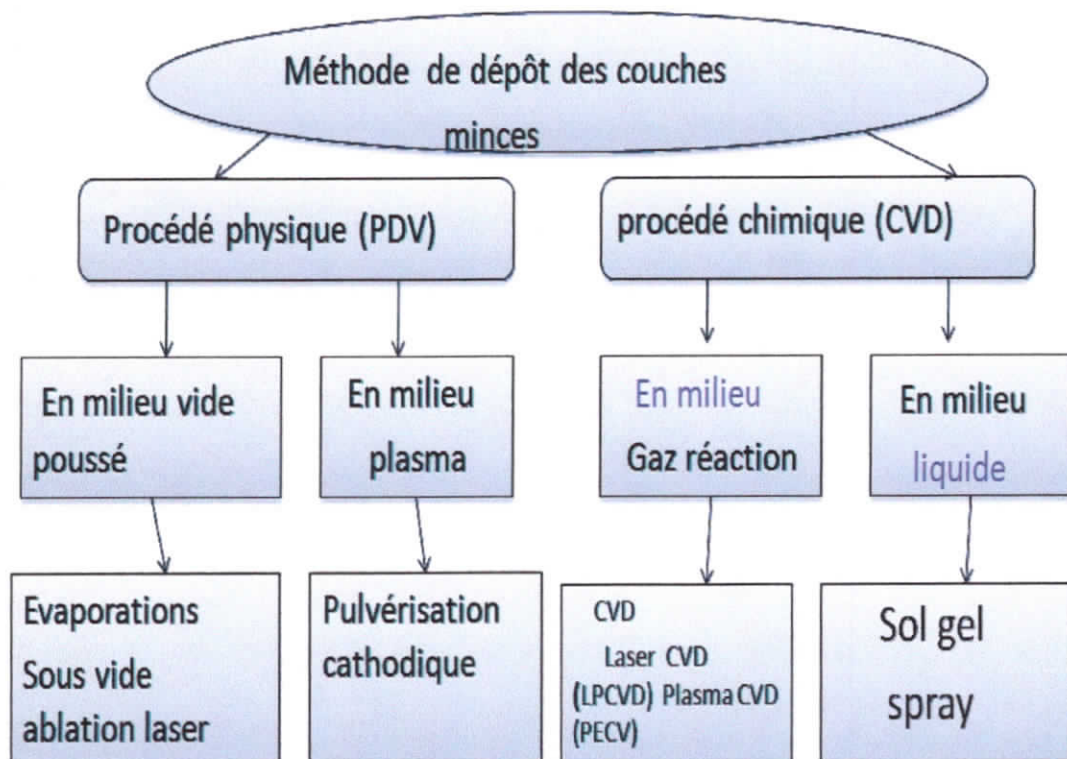 Méthode de dépôt des couches
minces
Procédé physique (PDV)
procédé chimique (CVD)
En milieu vide
poussé
En milieu
plasma
En milieu
Gaz réaction
En milieu
liquide
Evaporations
Sous vide
ablation laser
Pulvérisation
cathodique
CVD
Laser CVD
(LPCVD) Plasma CVD
(PECV)
Sol gel
spray